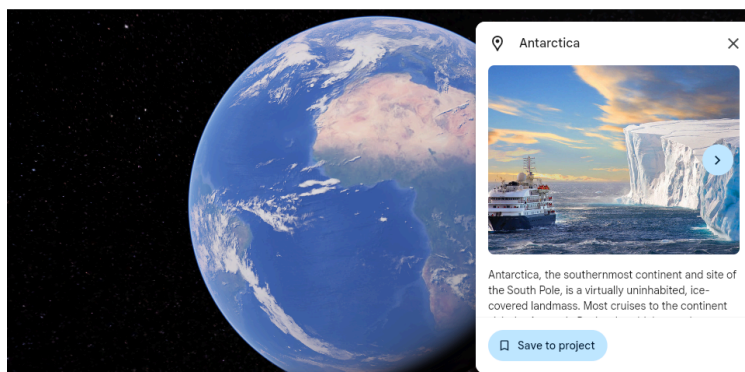 Antarctica
Antarctica, the southernmost continent and site of
the South Pole, is a virtually uninhabited, ice-
covered landmass. Most cruises to the continent
Save to project